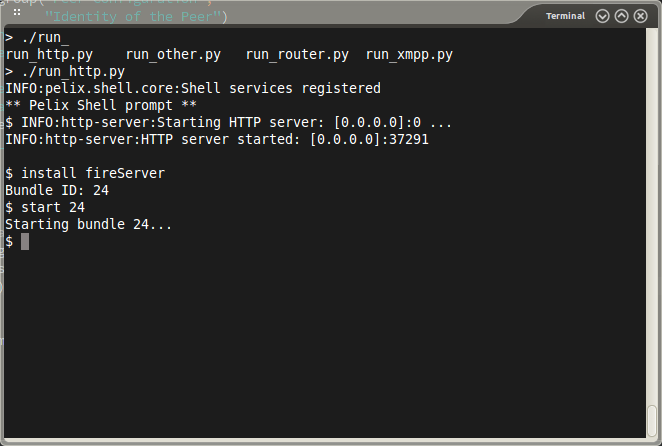 "Identity of the Peer")
Terminal
> ./run_
run_http.py run_other.py run_router.py run_xmpp.py
> ./run_http.py
INFO:pelix.shell.core:Shell services registered
** Pelix Shell prompt **
$ INFO:http-server:Starting HTTP server: [0.0.0.0]:0 ...
INFO:http-server:HTTP server started: [0.0.0.0]:37291
$ install fireServer
Bundle ID: 24
$ start 24
Starting bundle 24...
$